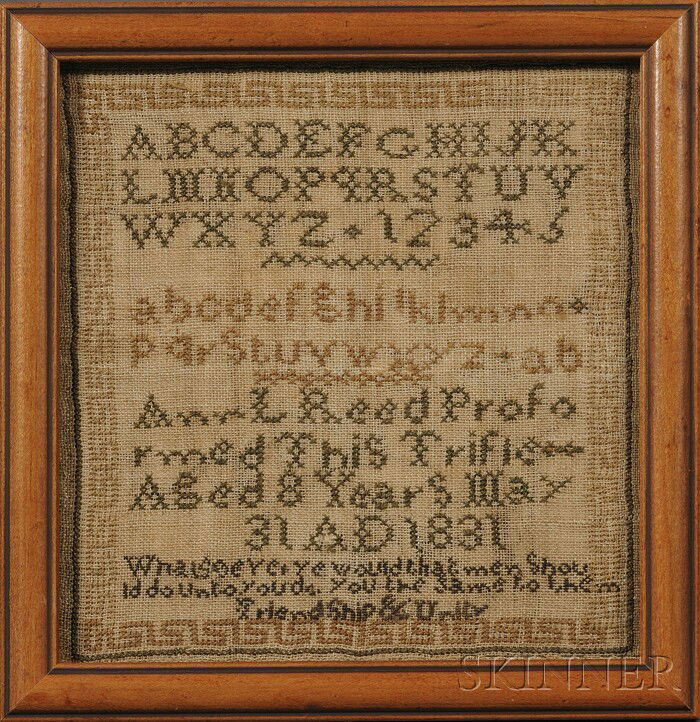 ABCDEFGHIJK
LMNOPQRSTUV
WXYZ 12345
abcdefghijklmno
pqrstuvwxyz ab
Ann L Reed Profo
rmed This Trifle
Aged 8 Years May
31 AD 1831
Whatsoever ye would that men Shou
ld do unto you do You the Same to them
Friend Ship & Unity
SKINNER